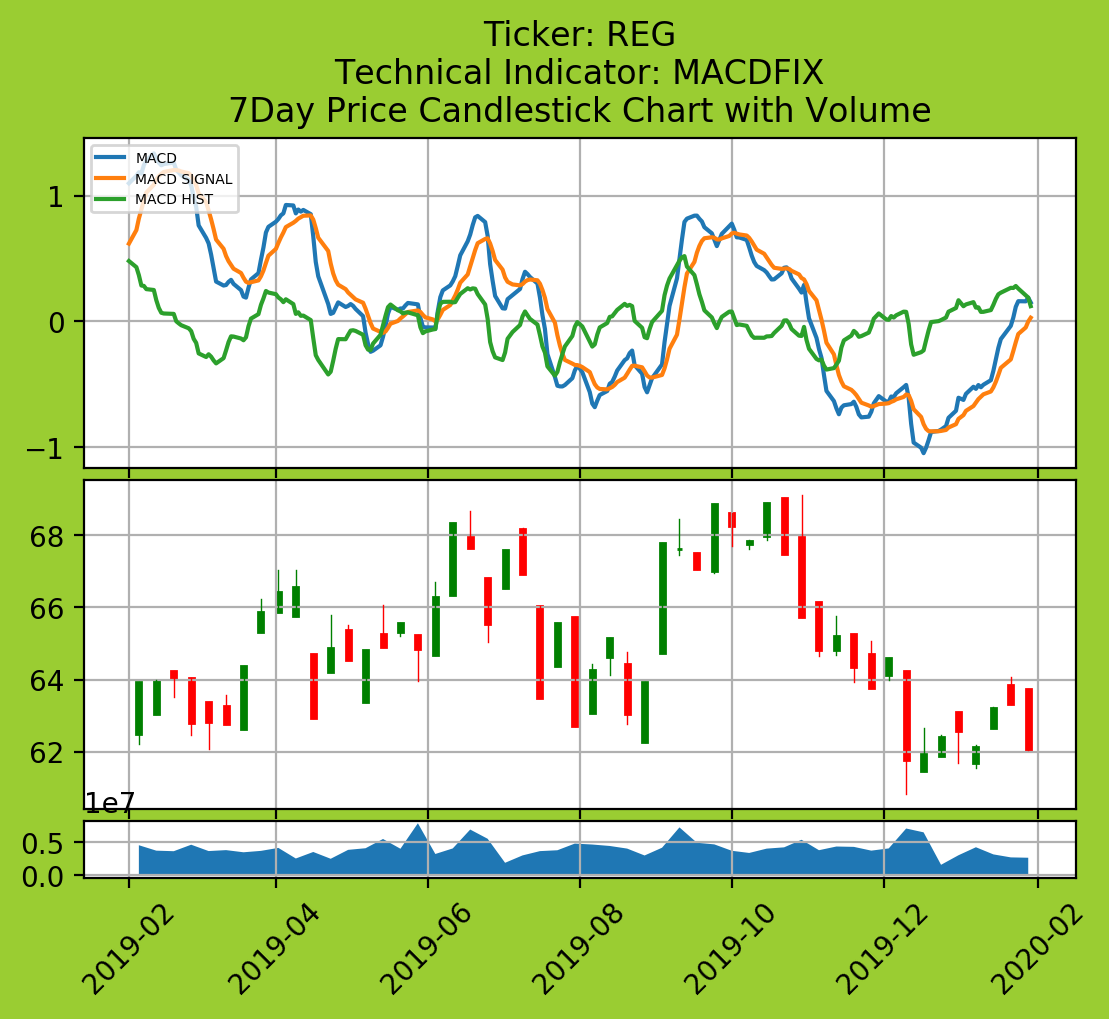 Ticker: REG
Technical Indicator: MACDFIX
7Day Price Candlestick Chart with Volume
MACD
MACD SIGNAL
MACD HIST
1
0
−1
68
66
64
62
1e7
0.5
0.0
2019-02
2019-04
2019-06
2019-08
2019-10
2019-12
2020-02